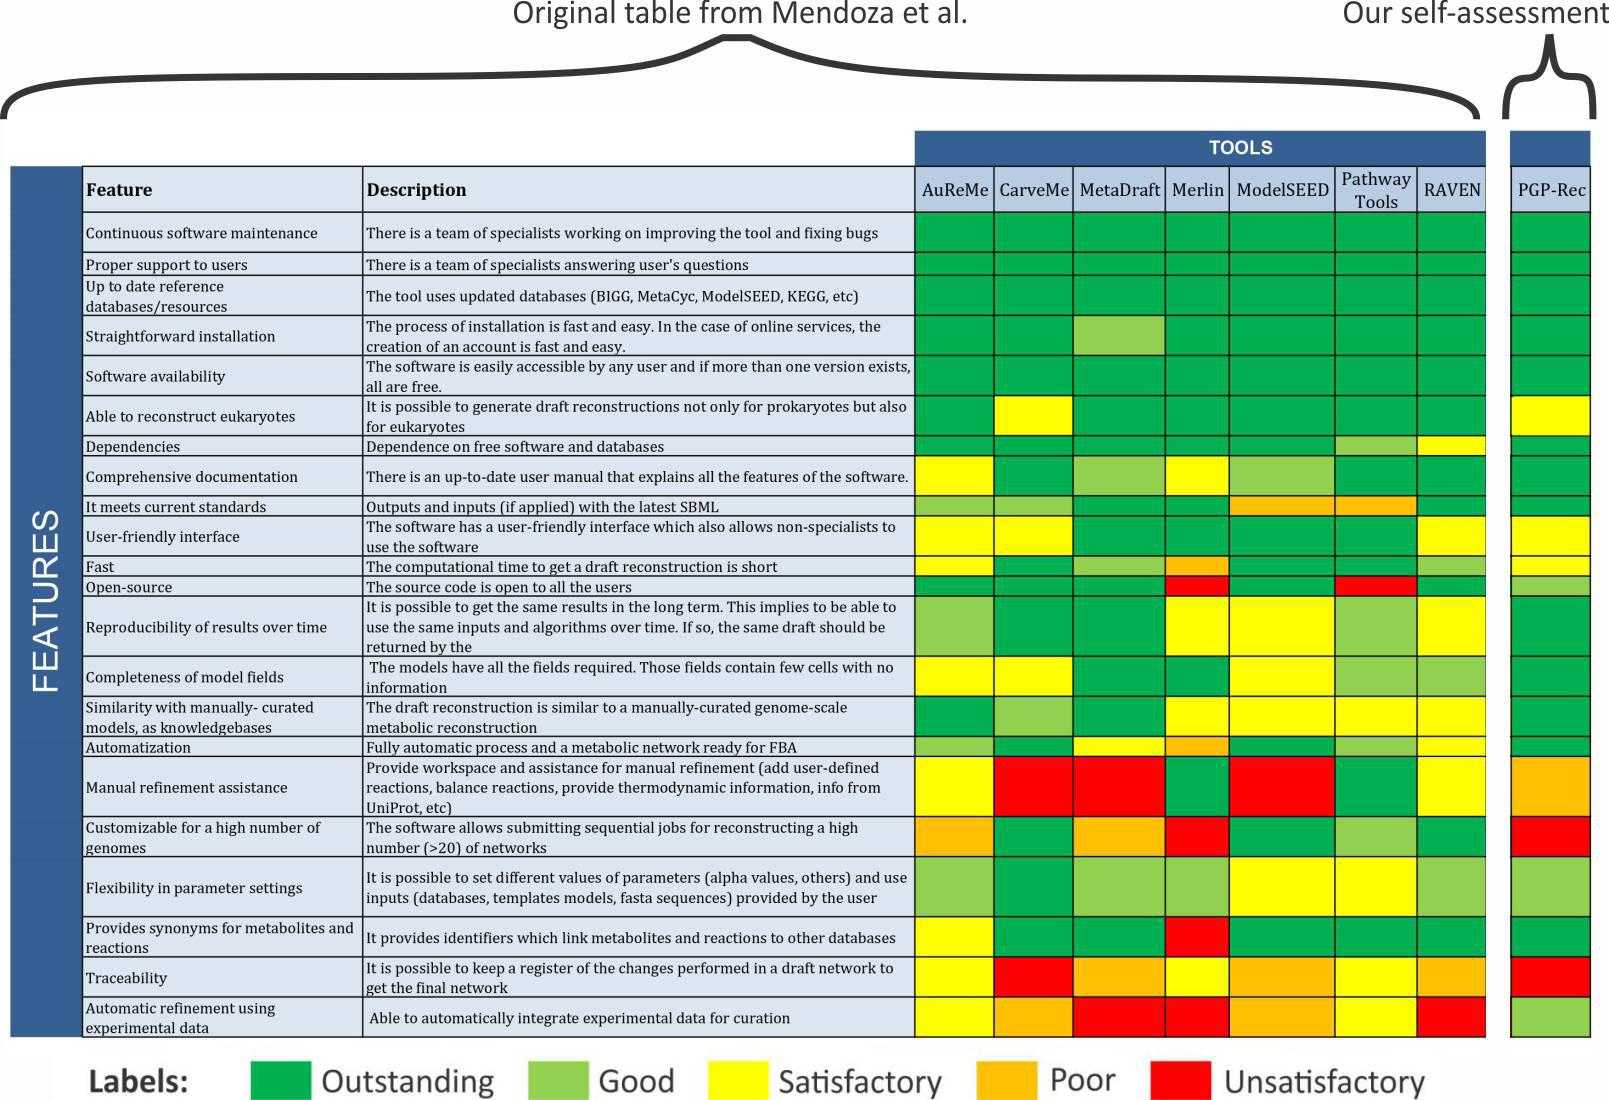 Original table from Mendoza et al.
Our self-assessment
TOOLS
Feature
Description
AuReMe
CarveMe
MetaDraft
Merlin
ModelSEED
Pathway
Tools
RAVEN
PGP-Rec
FEATURES
Continuous software maintenance
There is a team of specialists working on improving the tool and fixing bugs
Proper support to users
There is a team of specialists answering user's questions
Up to date reference
databases/resources
The tool uses updated databases (BIGG, MetaCyc, ModelSEED, KEGG, etc)
Straightforward installation
The process of installation is fast and easy. In the case of online services, the
creation of an account is fast and easy.
Software availability
The software is easily accessible by any user and if more than one version exists,
all are free.
Able to reconstruct eukaryotes
It is possible to generate draft reconstructions not only for prokaryotes but also
for eukaryotes
Dependencies
Dependence on free software and databases
Comprehensive documentation
There is an up-to-date user manual that explains all the features of the software.
It meets current standards
Outputs and inputs (if applied) with the latest SBML
User-friendly interface
The software has a user-friendly interface which also allows non-specialists to
use the software
Fast
The computational time to get a draft reconstruction is short
Open-source
The source code is open to all the users
Reproducibility of results over time
It is possible to get the same results in the long term. This implies to be able to
use the same inputs and algorithms over time. If so, the same draft should be
returned by the
Completeness of model fields
The models have all the fields required. Those fields contain few cells with no
information
Similarity with manually- curated
models, as knowledgebases
The draft reconstruction is similar to a manually-curated genome-scale
metabolic reconstruction
Automatization
Fully automatic process and a metabolic network ready for FBA
Manual refinement assistance
Provide workspace and assistance for manual refinement (add user-defined
reactions, balance reactions, provide thermodynamic information, info from
UniProt, etc)
Customizable for a high number of
genomes
The software allows submitting sequential jobs for reconstructing a high
number (>20) of networks
Flexibility in parameter settings
It is possible to set different values of parameters (alpha values, others) and use
inputs (databases, templates models, fasta sequences) provided by the user
Provides synonyms for metabolites and
reactions
It provides identifiers which link metabolites and reactions to other databases
Traceability
It is possible to keep a register of the changes performed in a draft network to
get the final network
Automatic refinement using
experimental data
Able to automatically integrate experimental data for curation
Labels:
Outstanding
Good
Satisfactory
Poor
Unsatisfactory